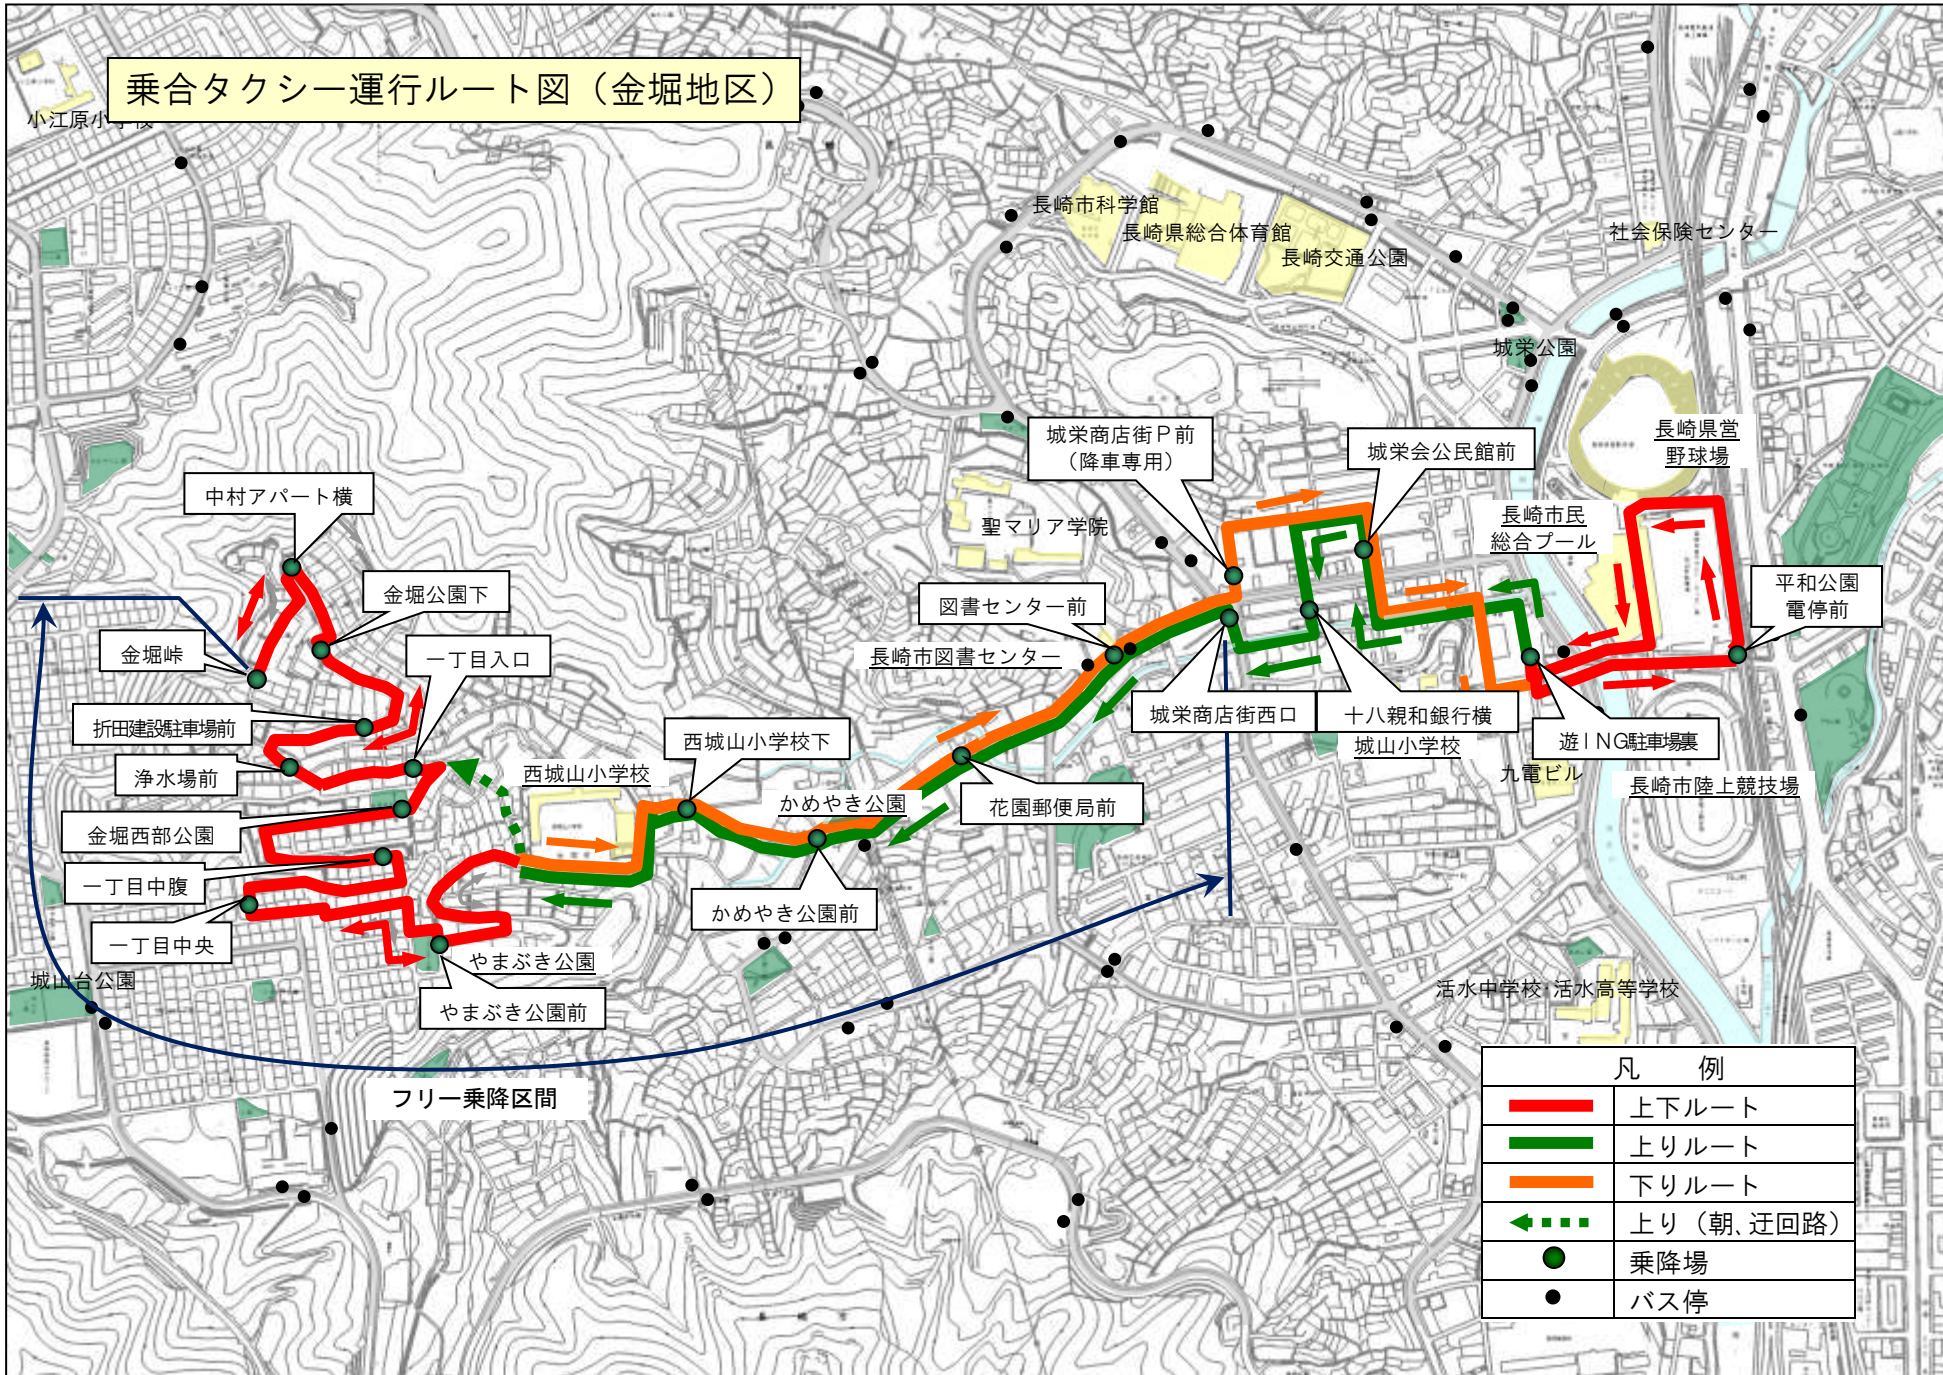 乗合タクシー運行ルート図（金堀地区）
小江原小学校
長崎市科学館
長崎県総合体育館
長崎交通公園
社会保険センター
城栄公園
長崎県営
野球場
城栄商店街Ｐ前
（降車専用）
城栄会公民館前
中村アパート横
聖マリア学院
長崎市民
総合プール
金堀公園下
図書センター前
平和公園
電停前
金堀峠
一丁目入口
長崎市図書センター
折田建設駐車場前
西城山小学校下
城栄商店街西口
十八親和銀行横
遊ＩＮＧ駐車場裏
城山小学校
浄水場前
西城山小学校
九電ビル
長崎市陸上競技場
かめやき公園
花園郵便局前
金堀西部公園
一丁目中腹
かめやき公園前
一丁目中央
やまぶき公園
城山台公園
やまぶき公園前
活水中学校・活水高等学校
フリー乗降区間
凡　例
上下ルート
上りルート
下りルート
上り（朝、迂回路）
乗降場
バス停